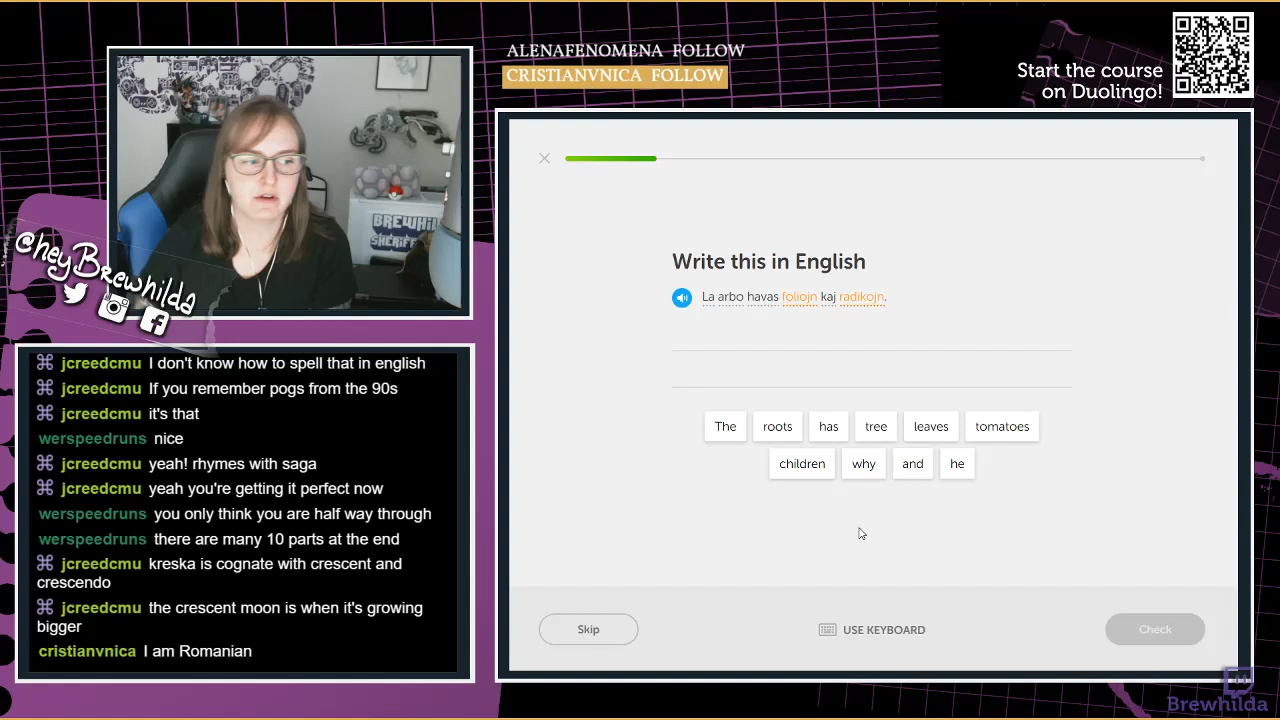 ALENAFENOMENA FOLLOW
CRISTIANVNICA FOLLOW
Start the course
on Duolingo!
BREWHIL
SHERIFF
@heyBrewhilda
jcreedcmu I don't know how to spell that in english
jcreedcmu If you remember pogs from the 90s
jcreedcmu it's that
werspeedruns nice
jcreedcmu yeah! rhymes with saga
jcreedcmu yeah you're getting it perfect now
werspeedruns you only think you are half way through
werspeedruns there are many 10 parts at the end
jcreedcmu kreska is cognate with crescent and
crescendo
jcreedcmu the crescent moon is when it's growing
bigger
cristianvnica I am Romanian
Write this in English
La arbo havas foliojn kaj radikojn.
The roots has tree leaves tomatoes
children why and he
Skip
USE KEYBOARD
Check
Brewhilda